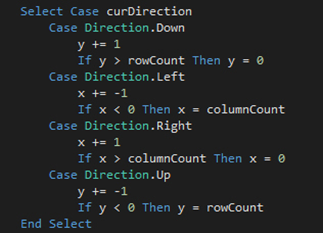 Select Case curDirection
    Case Direction.Down
        y += 1
        If y > rowCount Then y = 0
    Case Direction.Left
        x += -1
        If x < 0 Then x = columnCount
    Case Direction.Right
        x += 1
        If x > columnCount Then x = 0
    Case Direction.Up
        y += -1
        If y < 0 Then y = rowCount
End Select